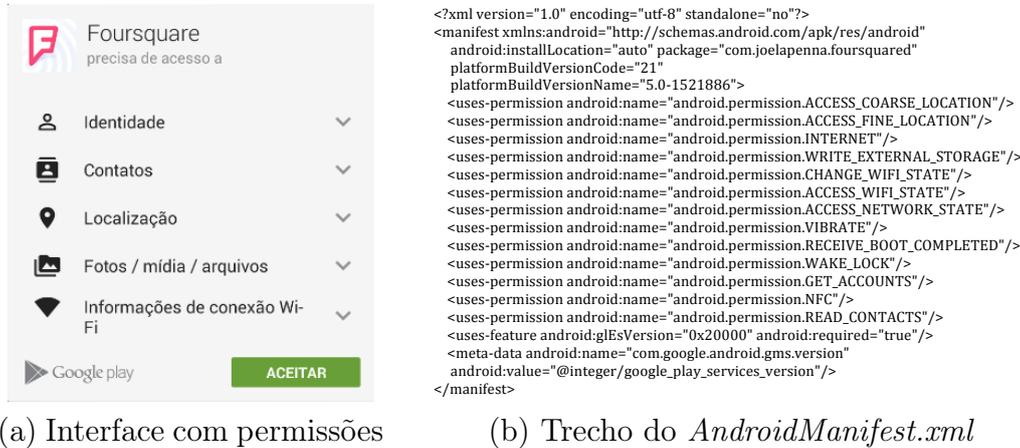 Foursquare
precisa de acesso a
Identidade
Contatos
Localização
Fotos / mídia / arquivos
Informações de conexão Wi-
Fi
Google play
ACEITAR
(a) Interface com permissões
<?xml version="1.0" encoding="utf-8" standalone="no"?>
<manifest xmlns:android="http://schemas.android.com/apk/res/android"
android:installLocation="auto" package="com.joelapenna.foursquared"
platformBuildVersionCode="21"
platformBuildVersionName="5.0-1521886">
<uses-permission android:name="android.permission.ACCESS_COARSE_LOCATION"/>
<uses-permission android:name="android.permission.ACCESS_FINE_LOCATION"/>
<uses-permission android:name="android.permission.INTERNET"/>
<uses-permission android:name="android.permission.WRITE_EXTERNAL_STORAGE"/>
<uses-permission android:name="android.permission.CHANGE_WIFI_STATE"/>
<uses-permission android:name="android.permission.ACCESS_WIFI_STATE"/>
<uses-permission android:name="android.permission.ACCESS_NETWORK_STATE"/>
<uses-permission android:name="android.permission.VIBRATE"/>
<uses-permission android:name="android.permission.RECEIVE_BOOT_COMPLETED"/>
<uses-permission android:name="android.permission.WAKE_LOCK"/>
<uses-permission android:name="android.permission.GET_ACCOUNTS"/>
<uses-permission android:name="android.permission.NFC"/>
<uses-permission android:name="android.permission.READ_CONTACTS"/>
<uses-feature android:glEsVersion="0x20000" android:required="true"/>
<meta-data android:name="com.google.android.gms.version"
android:value="@integer/google_play_services_version"/>
</manifest>
(b) Trecho do AndroidManifest.xml